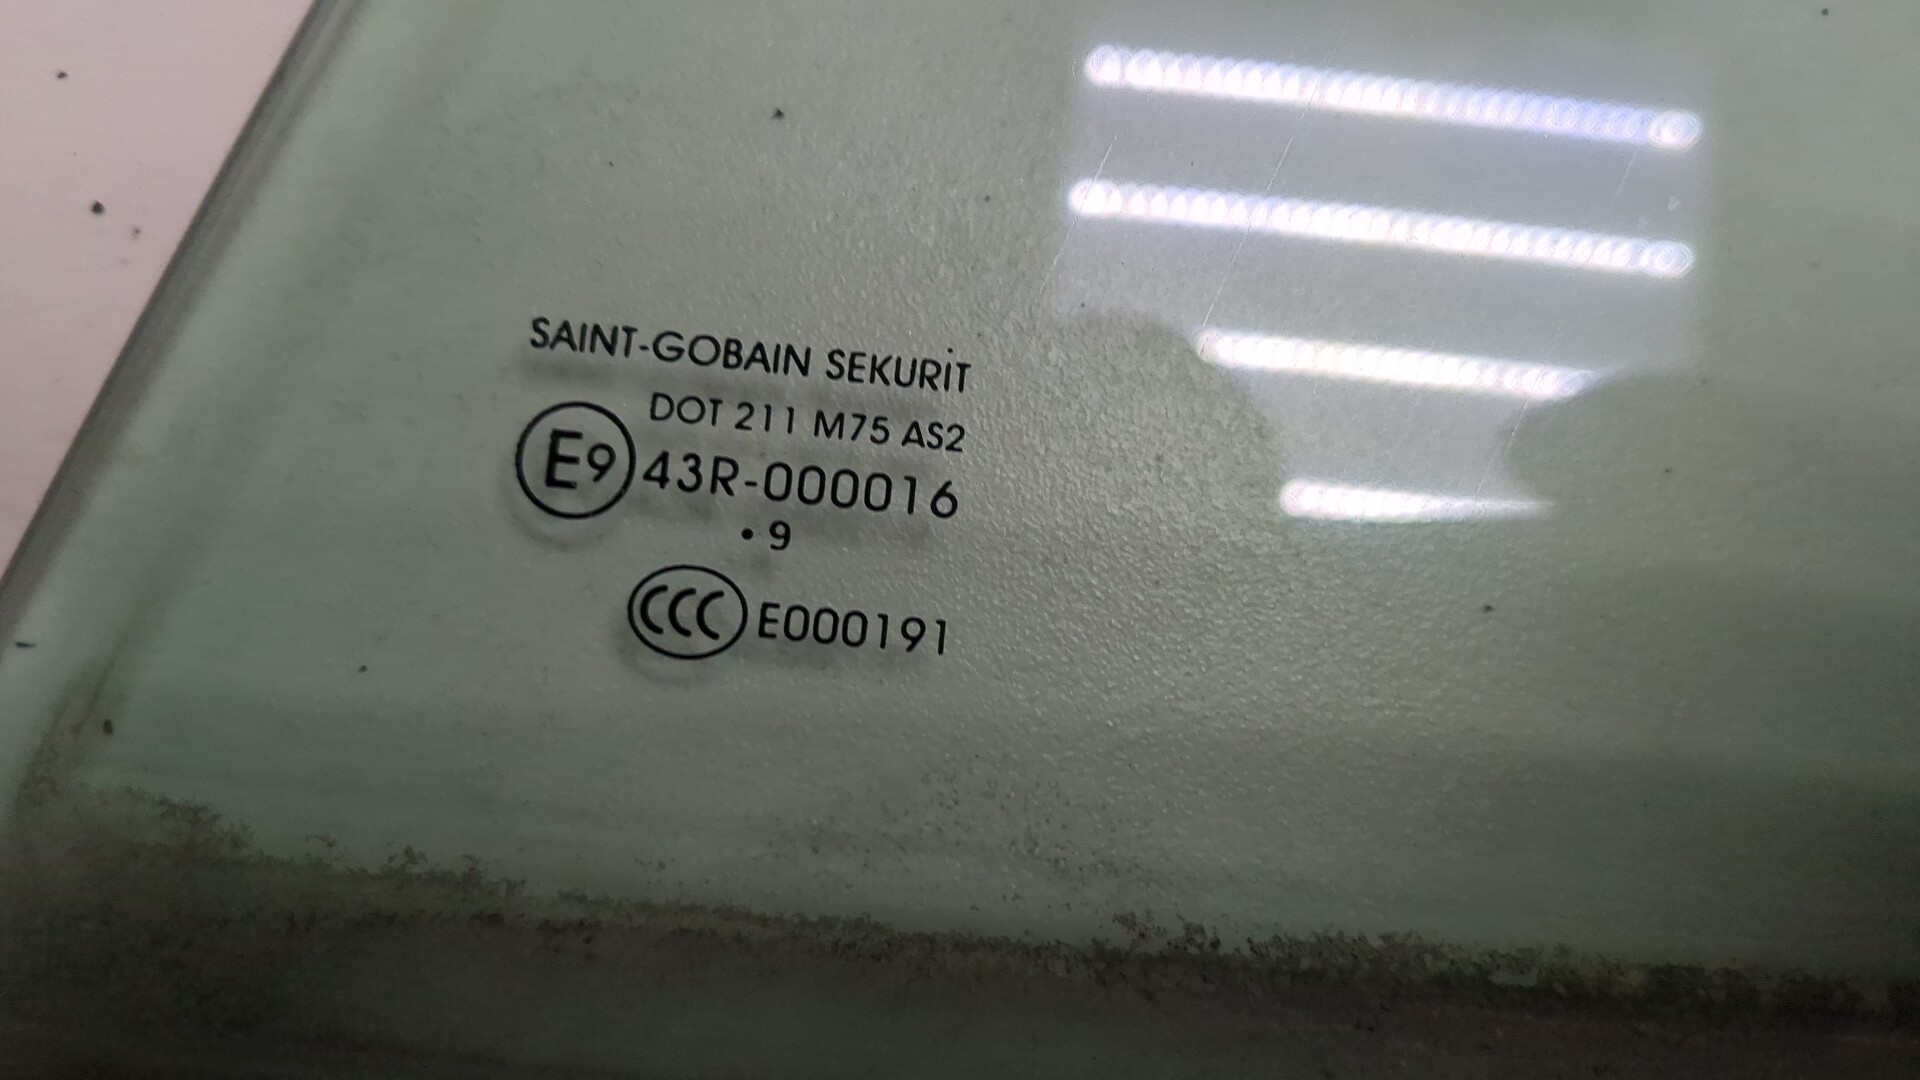 SAINT-GOBAIN SEKURIT
DOT 211 M75 AS2
E9 43R-000016
• 9
CCC E000191